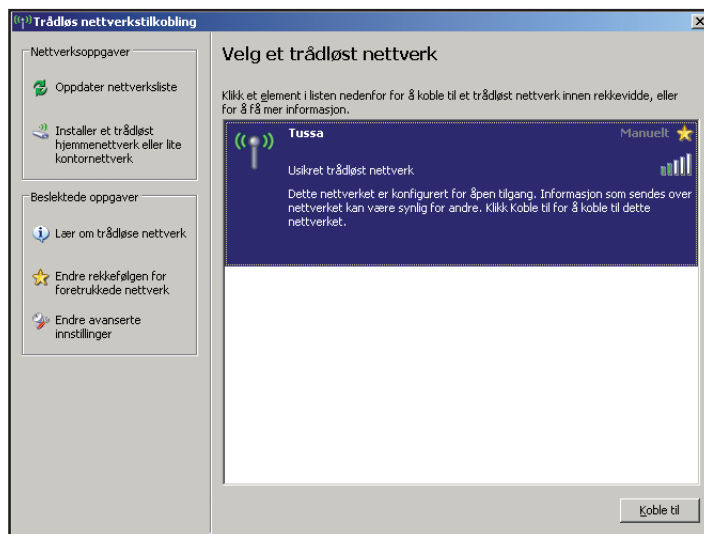 Trådløs nettverkstilkobling
Nettverksoppgaver
Oppdater nettverksliste
Installer et trådløst
hjemmenettverk eller lite
kontornettverk
Beslektede oppgaver
Lær om trådløse nettverk
Endre rekkefølgen for
foretrukkede nettverk
Endre avanserte
innstillinger
Velg et trådløst nettverk
Klikk et element i listen nedenfor for å koble til et trådløst nettverk innen rekkevidde, eller
for å få mer informasjon.
Tussa Manuelt
Usikret trådløst nettverk
Dette nettverket er konfigurert for åpen tilgang. Informasjon som sendes over
nettverket kan være synlig for andre. Klikk Koble til for å koble til dette
nettverket.
Koble til